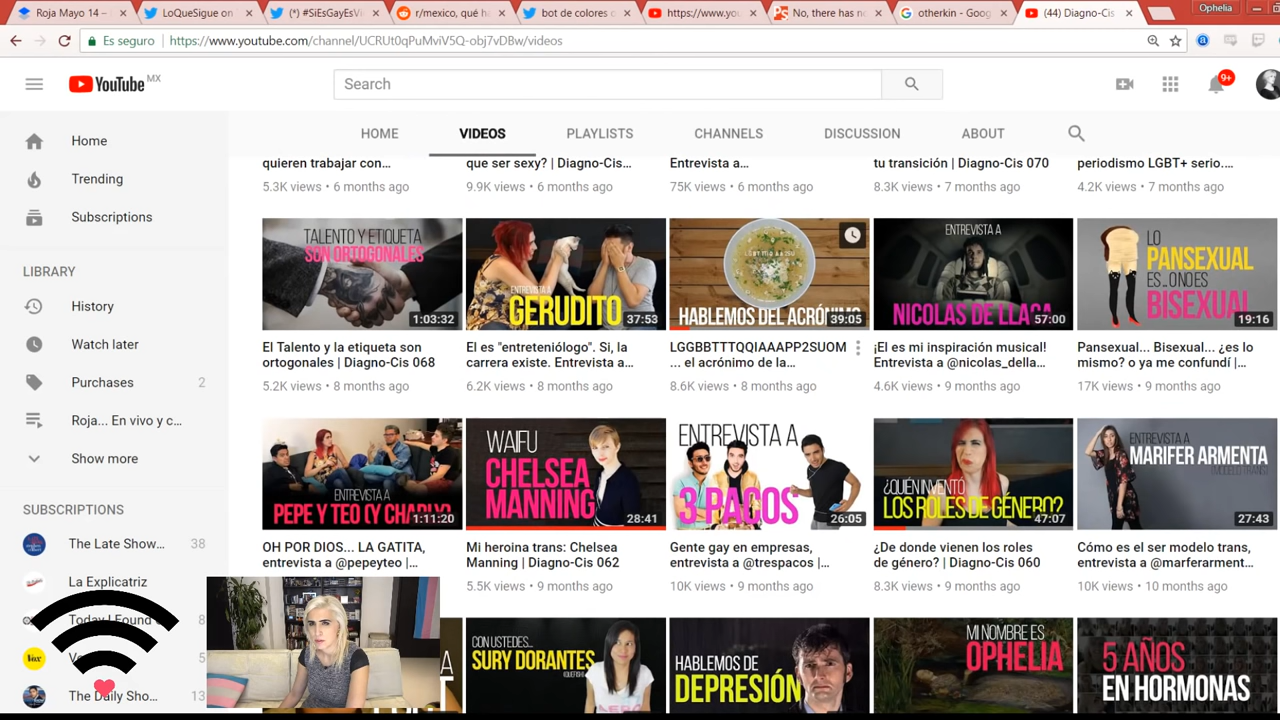 Roja Mayo 14 –
LoQueSigue on
(*) #SiEsGayEsVi
r/mexico, qué ha
bot de colores o
https://www.yo
No, there has n
otherkin - Goog
(44) Diagno-Cis
Ophelia
Es seguro
https://www.youtube.com/channel/UCRUt0qPuMviV5Q-obj7vDBw/videos
YouTube MX
Search
9+
Home
Trending
Subscriptions
LIBRARY
History
Watch later
Purchases 2
Roja... En vivo y c...
Show more
SUBSCRIPTIONS
The Late Show... 38
La Explicatriz
Today I Found 8
Vox
5
The Daily Sho... 13
HOME VIDEOS PLAYLISTS CHANNELS DISCUSSION ABOUT
quieren trabajar con...
5.3K views • 6 months ago
que ser sexy? | Diagno-Cis...
9.9K views • 6 months ago
Entrevista a...
75K views • 6 months ago
tu transición | Diagno-Cis 070
8.3K views • 7 months ago
periodismo LGBT+ serio....
4.2K views • 7 months ago
TALENTO Y ETIQUETA
SON ORTOGONALES
1:03:32
El Talento y la etiqueta son
ortogonales | Diagno-Cis 068
5.2K views • 8 months ago
ENTREVISTA A
GERUDITO
37:53
El es "entreteniólogo". Si, la
carrera existe. Entrevista a...
6.2K views • 8 months ago
HABLEMOS DEL ACRÓNIMO
39:05
LGGBBTTTQQIAAAPP2SUOM
... el acrónimo de la...
8.6K views • 8 months ago
ENTREVISTA A
NICOLAS DE LLAGA
57:00
¡El es mi inspiración musical!
Entrevista a @nicolas_della...
4.6K views • 9 months ago
LO
PANSEXUAL
ES...O NO ES
BISEXUAL
19:16
Pansexual... Bisexual... ¿es lo
mismo? o ya me confundí |...
17K views • 9 months ago
ENTREVISTA A
PEPE Y TEO (Y CHARLY)
1:11:20
OH POR DIOS... LA GATITA,
entrevista a @pepeyteo |...
WAIFU
CHELSEA
MANNING
28:41
Mi heroina trans: Chelsea
Manning | Diagno-Cis 062
5.5K views • 9 months ago
ENTREVISTA A
3 PACOS
26:05
Gente gay en empresas,
entrevista a @trespacos |...
10K views • 9 months ago
¿QUIÉN INVENTÓ
LOS ROLES DE GÉNERO?
47:07
¿De donde vienen los roles
de género? | Diagno-Cis 060
8.3K views • 9 months ago
ENTREVISTA A
MARIFER ARMENTA
(MODELO TRANS)
27:43
Cómo es el ser modelo trans,
entrevista a @marferarment...
10K views • 10 months ago
CON USTEDES...
SURY DORANTES
HABLEMOS DE
DEPRESIÓN
MI NOMBRE ES
OPHELIA
5 AÑOS
EN HORMONAS